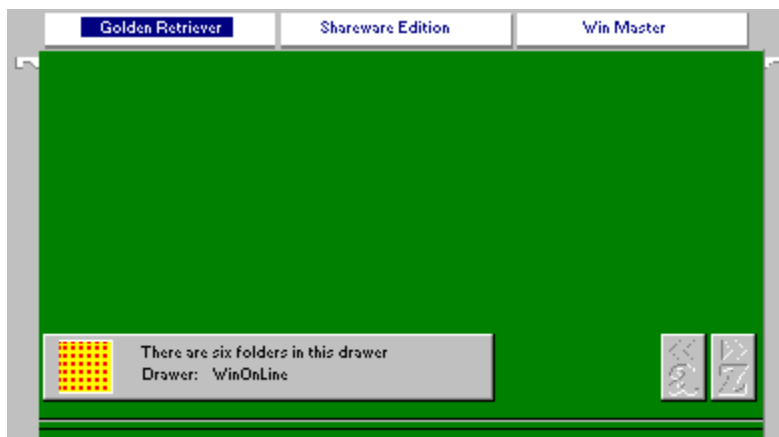 Golden Retriever
Shareware Edition
Win Master
There are six folders in this drawer
Drawer: WinOnLine
<<
>>
a
Z